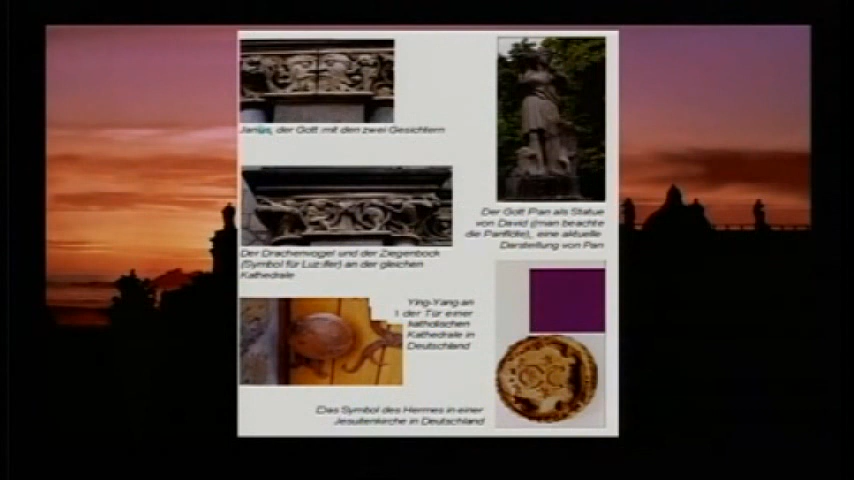 Janus, der Gott mit den zwei Gesichtern
Der Gott Pan als Statue
von David (man beachte
die Panflöte), eine aktuelle
Darstellung von Pan
Der Drachenvogel und der Ziegenbock
(Symbol für Luzifer) an der gleichen
Kathedrale
Ying-Yang an
der Tür einer
katholischen
Kathedrale in
Deutschland
Das Symbol des Hermes in einer
Jesuitenkirche in Deutschland